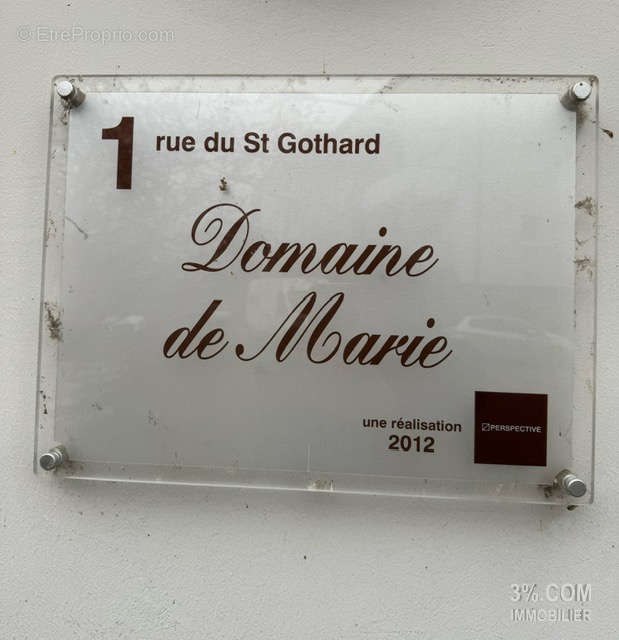 © EtreProprio.com
1 rue du St Gothard
Domaine
de Marie
une réalisation
2012
PERSPECTIVE
3%.COM
IMMOBILIER